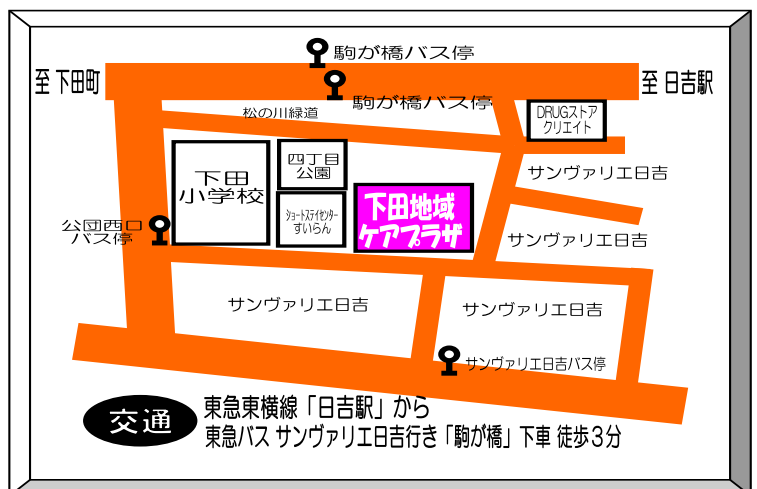 駒が橋バス停
至 下田町
至 日吉駅
駒が橋バス停
松の川緑道
DRUGストア
クリエイト
四丁目
公園
下田
小学校
サンヴァリエ日吉
下田地域
ケアプラザ
ショートステイセンター
すいらん
公団西口
バス停
サンヴァリエ日吉
サンヴァリエ日吉
サンヴァリエ日吉
サンヴァリエ日吉バス停
交通
東急東横線「日吉駅」から
東急バス サンヴァリエ日吉行き「駒が橋」下車 徒歩3分